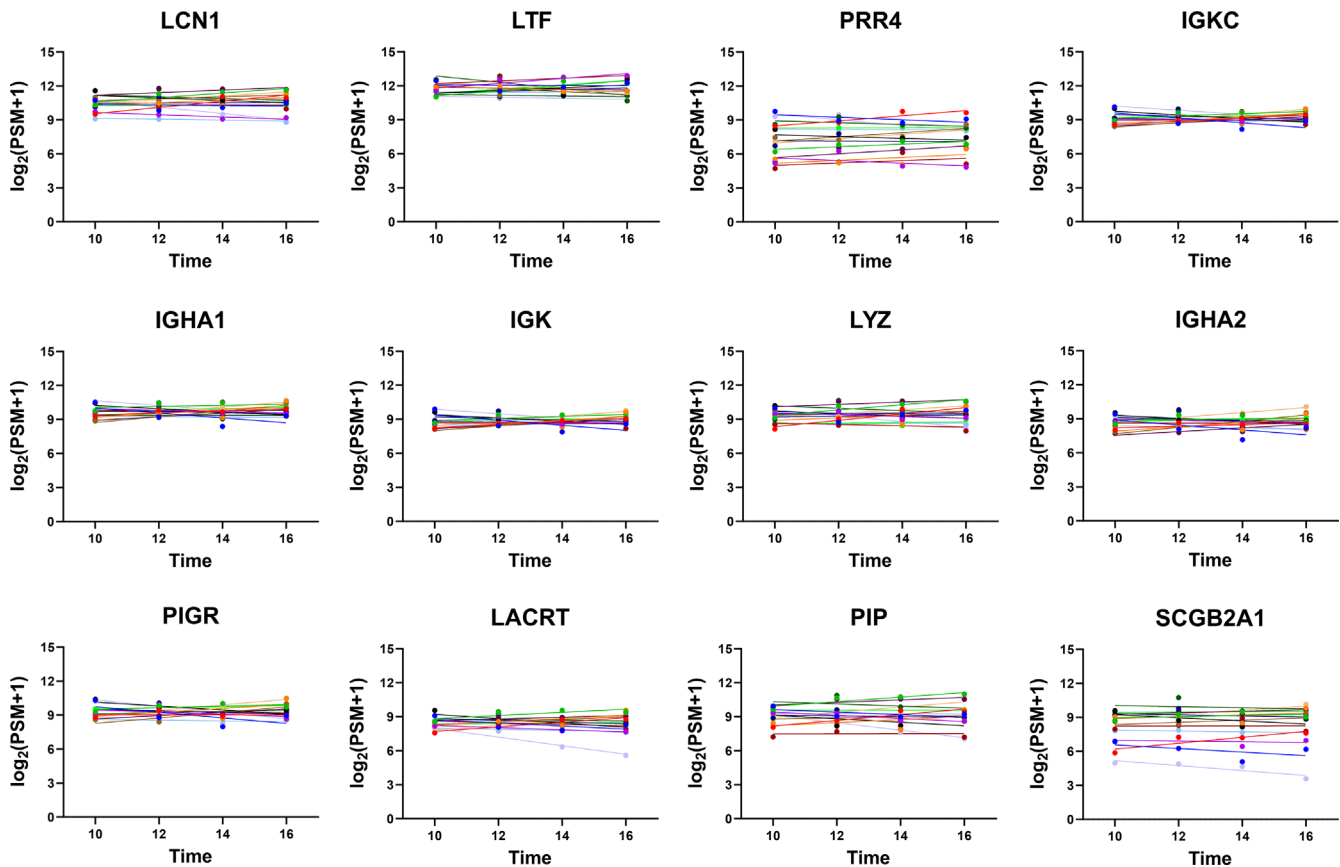 LCN1 LTF PRR4 IGKC
15 15 15 15
12 12 12 12
9 9 9 9
6 6 6 6
3 3 3 3
0 0 0 0
log₂(PSM+1) log₂(PSM+1) log₂(PSM+1) log₂(PSM+1)
10 12 14 16 10 12 14 16 10 12 14 16 10 12 14 16
Time Time Time Time
IGHA1 IGK LYZ IGHA2
15 15 15 15
12 12 12 12
9 9 9 9
6 6 6 6
3 3 3 3
0 0 0 0
log₂(PSM+1) log₂(PSM+1) log₂(PSM+1) log₂(PSM+1)
10 12 14 16 10 12 14 16 10 12 14 16 10 12 14 16
Time Time Time Time
PIGR LACRT PIP SCGB2A1
15 15 15 15
12 12 12 12
9 9 9 9
6 6 6 6
3 3 3 3
0 0 0 0
log₂(PSM+1) log₂(PSM+1) log₂(PSM+1) log₂(PSM+1)
10 12 14 16 10 12 14 16 10 12 14 16 10 12 14 16
Time Time Time Time